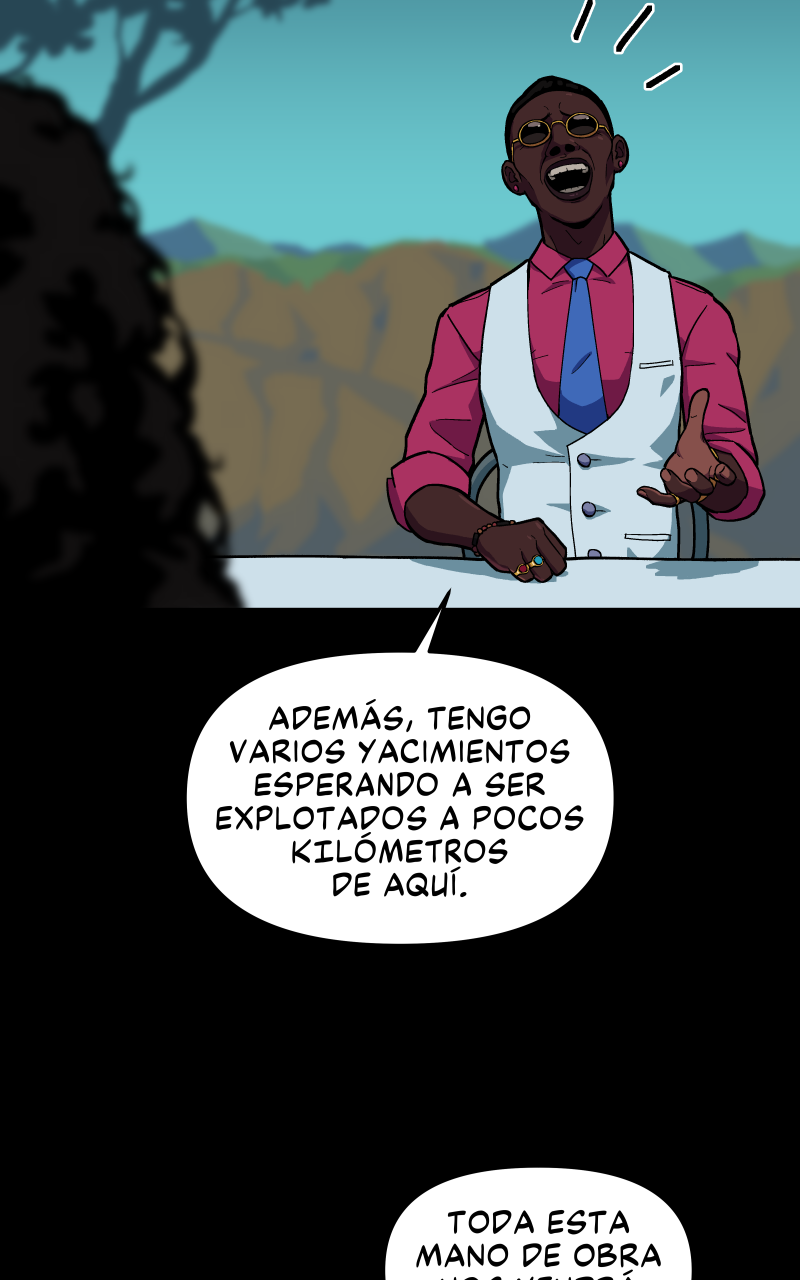 ADEMÁS, TENGO
VARIOS YACIMIENTOS
ESPERANDO A SER
EXPLOTADOS A POCOS
KILÓMETROS
DE AQUÍ.
TODA ESTA
MANO DE OBRA